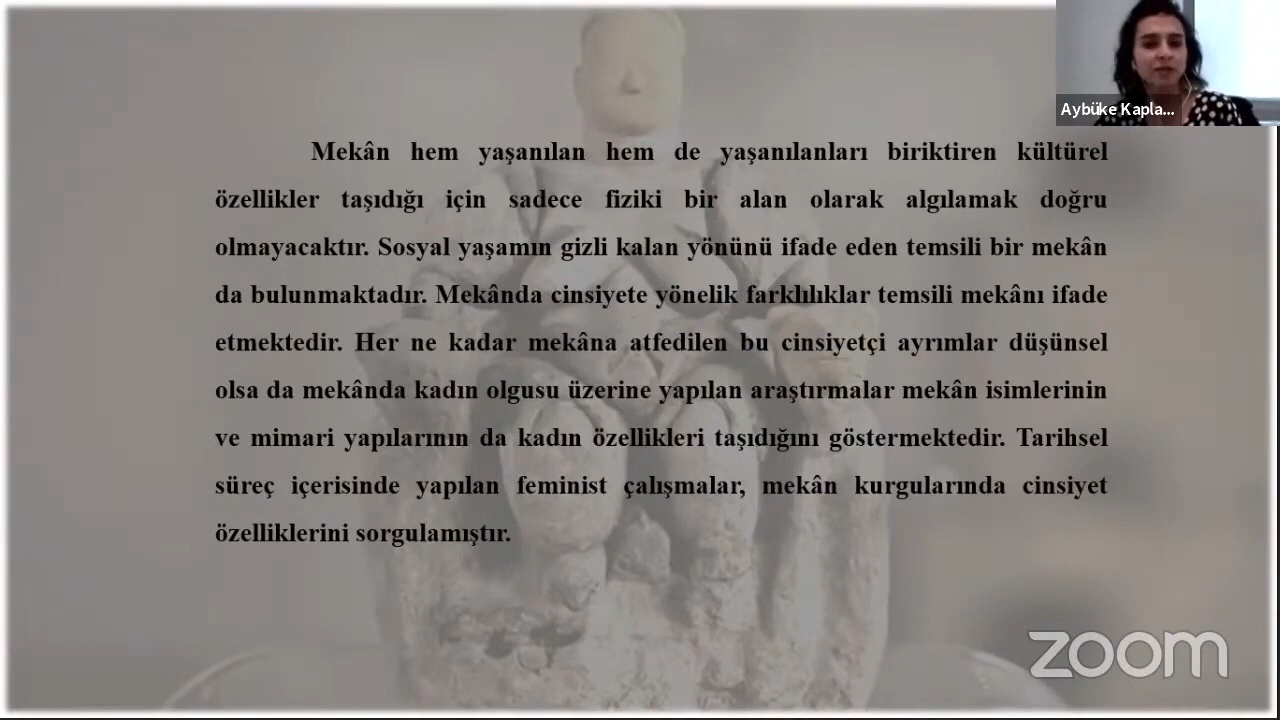 Aybüke Kapla...
Mekân hem yaşanılan hem de yaşanılanları biriktiren kültürel
özellikler taşıdığı için sadece fiziki bir alan olarak algılamak doğru
olmayacaktır. Sosyal yaşamın gizli kalan yönünü ifade eden temsili bir mekân
da bulunmaktadır. Mekânda cinsiyete yönelik farklılıklar temsili mekânı ifade
etmektedir. Her ne kadar mekâna atfedilen bu cinsiyetçi ayrımlar düşünsel
olsa da mekânda kadın olgusu üzerine yapılan araştırmalar mekân isimlerinin
ve mimari yapılarının da kadın özellikleri taşıdığını göstermektedir. Tarihsel
süreç içerisinde yapılan feminist çalışmalar, mekân kurgularında cinsiyet
özelliklerini sorgulamıştır.
zoom